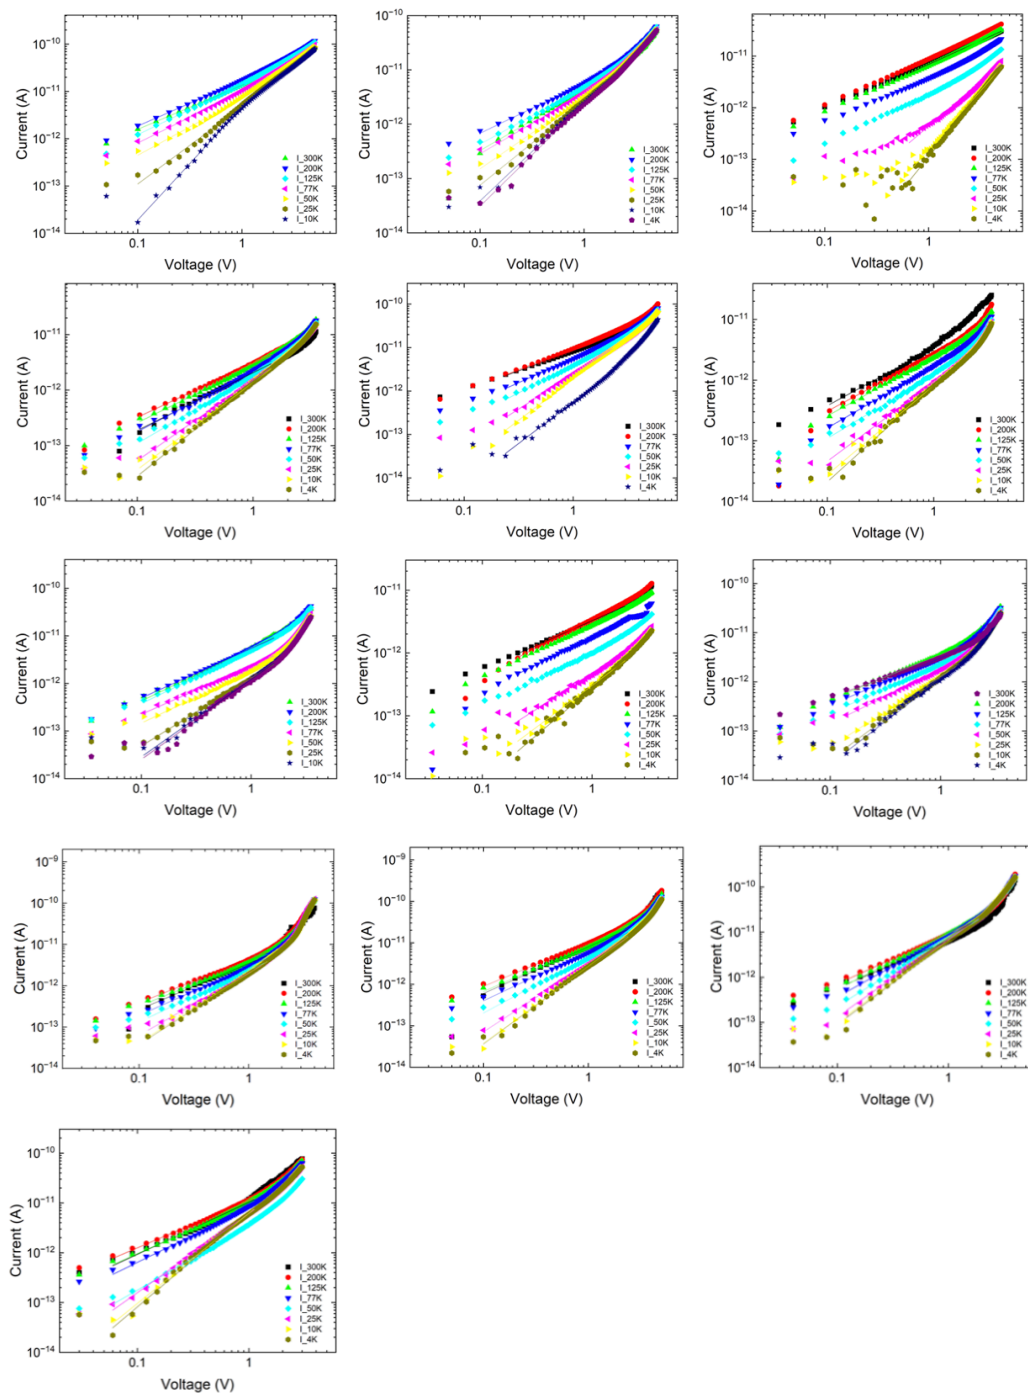 Current (A)
10⁻¹⁰
10⁻¹¹
10⁻¹²
10⁻¹³
10⁻¹⁴
I_300K
I_200K
I_125K
I_77K
I_50K
I_25K
I_10K
0.1 1
Voltage (V)
Current (A)
10⁻¹⁰
10⁻¹¹
10⁻¹²
10⁻¹³
10⁻¹⁴
I_300K
I_200K
I_125K
I_77K
I_50K
I_25K
I_10K
I_4K
0.1 1
Voltage (V)
Current (A)
10⁻¹¹
10⁻¹²
10⁻¹³
10⁻¹⁴
I_300K
I_200K
I_125K
I_77K
I_50K
I_25K
I_10K
I_4K
0.1 1
Voltage (V)
Current (A)
10⁻¹¹
10⁻¹²
10⁻¹³
10⁻¹⁴
I_300K
I_200K
I_125K
I_77K
I_50K
I_25K
I_10K
I_4K
0.1 1
Voltage (V)
Current (A)
10⁻¹⁰
10⁻¹¹
10⁻¹²
10⁻¹³
10⁻¹⁴
I_300K
I_200K
I_125K
I_77K
I_50K
I_25K
I_10K
I_4K
0.1 1
Voltage (V)
Current (A)
10⁻¹¹
10⁻¹²
10⁻¹³
10⁻¹⁴
I_300K
I_200K
I_125K
I_77K
I_50K
I_25K
I_10K
I_4K
0.1 1
Voltage (V)
Current (A)
10⁻¹⁰
10⁻¹¹
10⁻¹²
10⁻¹³
10⁻¹⁴
I_300K
I_200K
I_125K
I_77K
I_50K
I_25K
I_10K
0.1 1
Voltage (V)
Current (A)
10⁻¹¹
10⁻¹²
10⁻¹³
10⁻¹⁴
I_300K
I_200K
I_125K
I_77K
I_50K
I_25K
I_10K
I_4K
0.1 1
Voltage (V)
Current (A)
10⁻¹⁰
10⁻¹¹
10⁻¹²
10⁻¹³
10⁻¹⁴
I_300K
I_200K
I_125K
I_77K
I_50K
I_25K
I_10K
I_4K
0.1 1
Voltage (V)
Current (A)
10⁻⁹
10⁻¹⁰
10⁻¹¹
10⁻¹²
10⁻¹³
10⁻¹⁴
I_300K
I_200K
I_125K
I_77K
I_50K
I_25K
I_10K
I_4K
0.1 1
Voltage (V)
Current (A)
10⁻⁹
10⁻¹⁰
10⁻¹¹
10⁻¹²
10⁻¹³
10⁻¹⁴
I_300K
I_200K
I_125K
I_77K
I_50K
I_25K
I_10K
I_4K
0.1 1
Voltage (V)
Current (A)
10⁻¹⁰
10⁻¹¹
10⁻¹²
10⁻¹³
10⁻¹⁴
I_300K
I_200K
I_125K
I_77K
I_50K
I_25K
I_10K
I_4K
0.1 1
Voltage (V)
Current (A)
10⁻¹⁰
10⁻¹¹
10⁻¹²
10⁻¹³
10⁻¹⁴
I_300K
I_200K
I_125K
I_77K
I_50K
I_25K
I_10K
I_4K
0.1 1
Voltage (V)